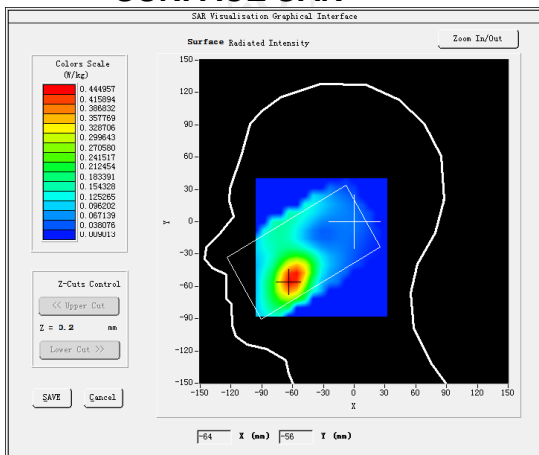 SAR Visualisation Graphical Interface
Surface Radiated Intensity
Zoom In/Out
Colors Scale
(W/kg)
0.444957
0.415894
0.386832
0.357769
0.328706
0.299643
0.270580
0.241517
0.212454
0.183391
0.154328
0.125265
0.096202
0.067139
0.038076
0.009013
Z-Cuts Control
<< Upper Cut
Z = 3.2 mm
Lower Cut >>
SAVE Cancel
150
120
90
60
30
0
-30
-60
-90
-120
-150
Y
-150 -120 -90 -60 -30 0 30 60 90 120 150
X
-64 X (mm) -56 Y (mm)